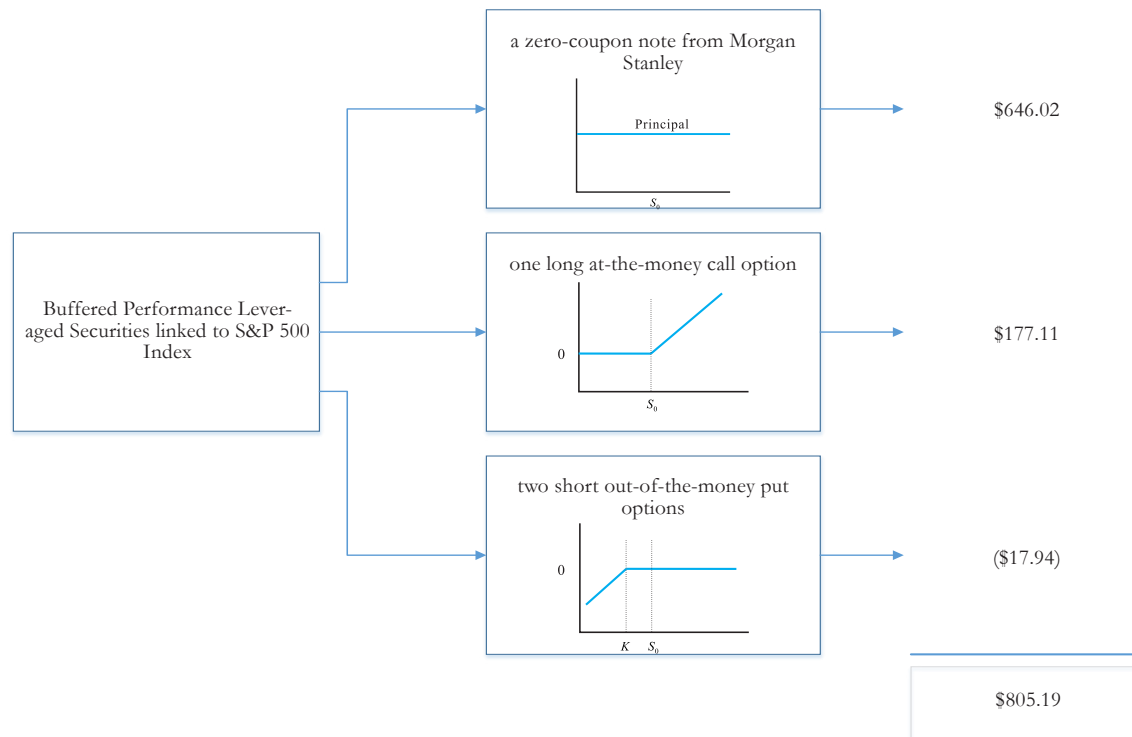 a zero-coupon note from Morgan
Stanley
Principal
S₀
$646.02
Buffered Performance Lever-
aged Securities linked to S&P 500
Index
one long at-the-money call option
0
S₀
$177.11
two short out-of-the-money put
options
0
K S₀
($17.94)
$805.19